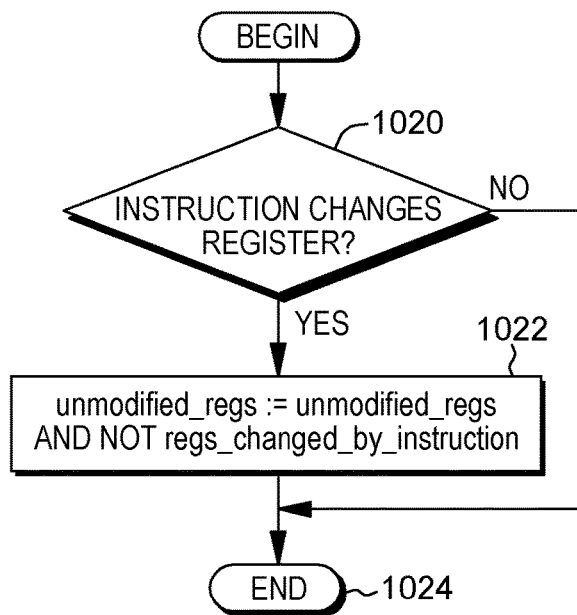 BEGIN
1020
INSTRUCTION CHANGES
REGISTER?
NO
YES
1022
unmodified_regs := unmodified_regs
AND NOT regs_changed_by_instruction
END
1024